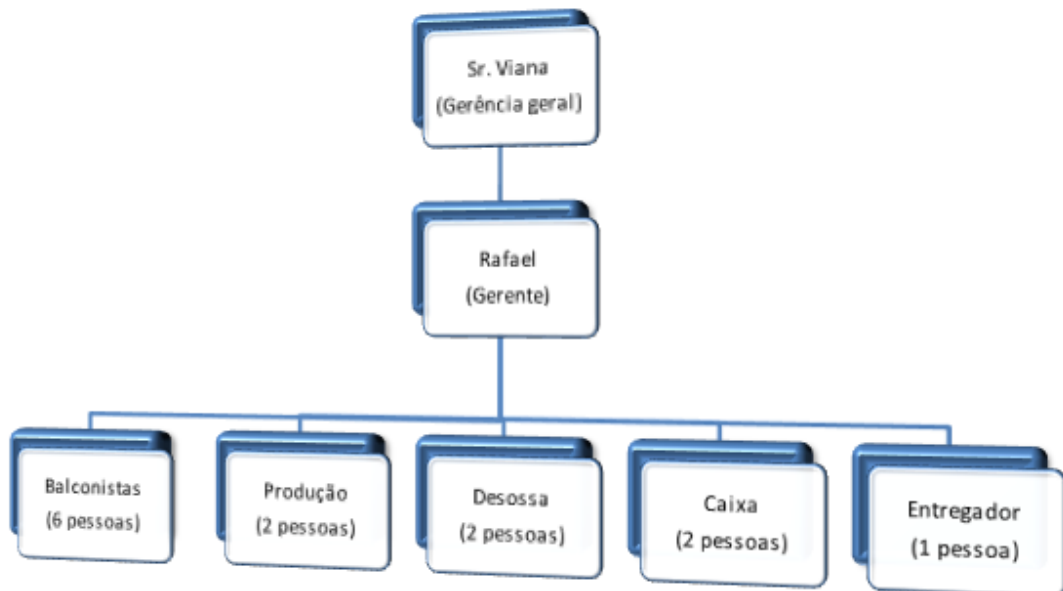 Sr. Viana
(Gerência geral)
Rafael
(Gerente)
Balconistas
(6 pessoas)
Produção
(2 pessoas)
Desossa
(2 pessoas)
Caixa
(2 pessoas)
Entregador
(1 pessoa)